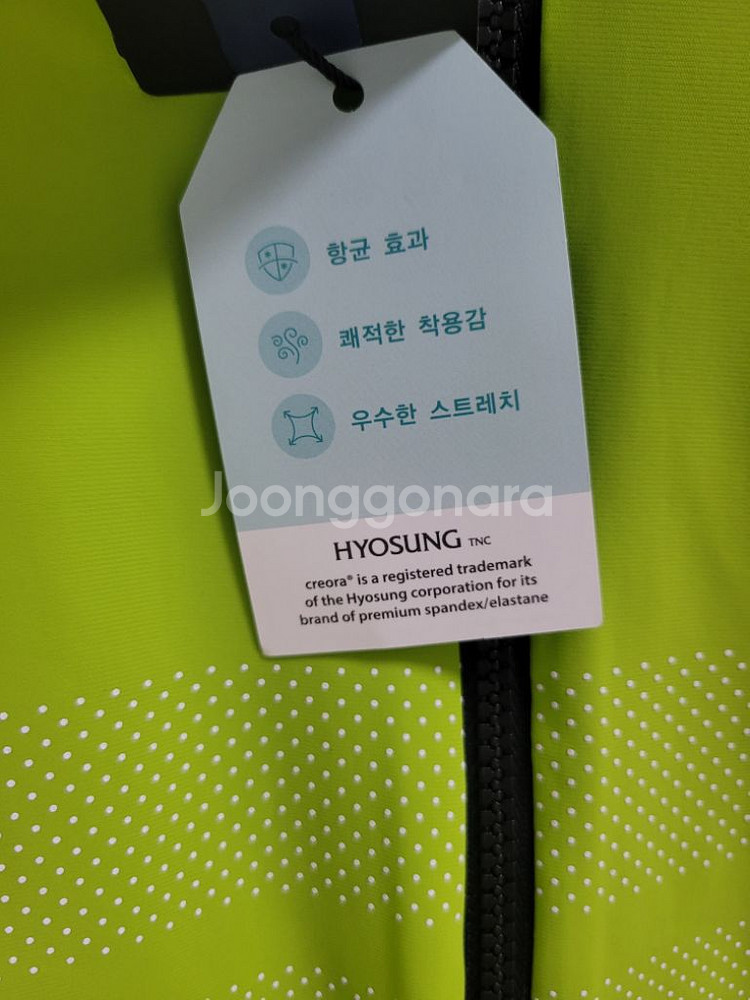 항균 효과
쾌적한 착용감
우수한 스트레치
Joonggonara
HYOSUNG TNC
creora® is a registered trademark
of the Hyosung corporation for its
brand of premium spandex/elastane